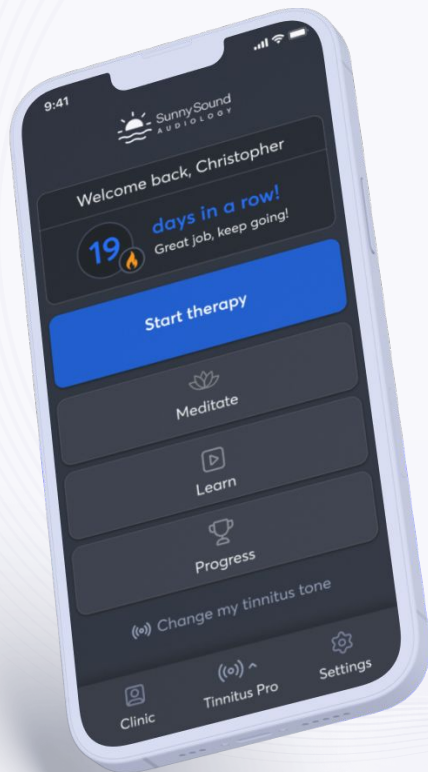 9:41
SunnySound
AUDIOLOGY
Welcome back, Christopher
19
days in a row!
Great job, keep going!
Start therapy
Meditate
Learn
Progress
Change my tinnitus tone
Clinic
Tinnitus Pro
Settings